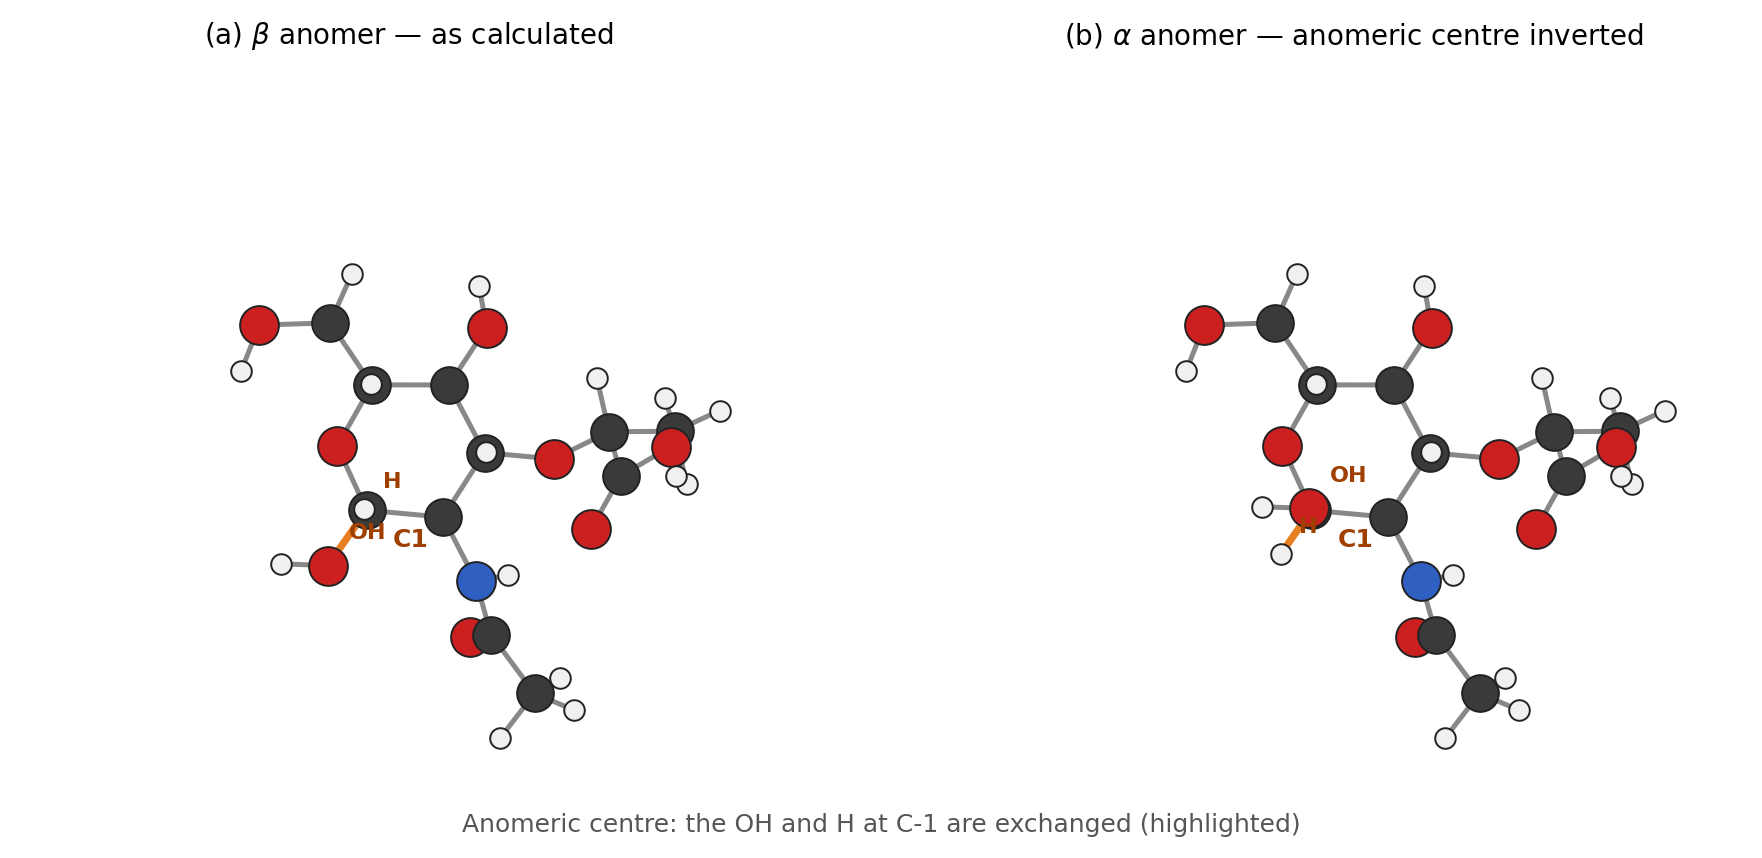 (a) β anomer — as calculated
(b) α anomer — anomeric centre inverted
H
OH
C1
OH
H
C1
Anomeric centre: the OH and H at C-1 are exchanged (highlighted)